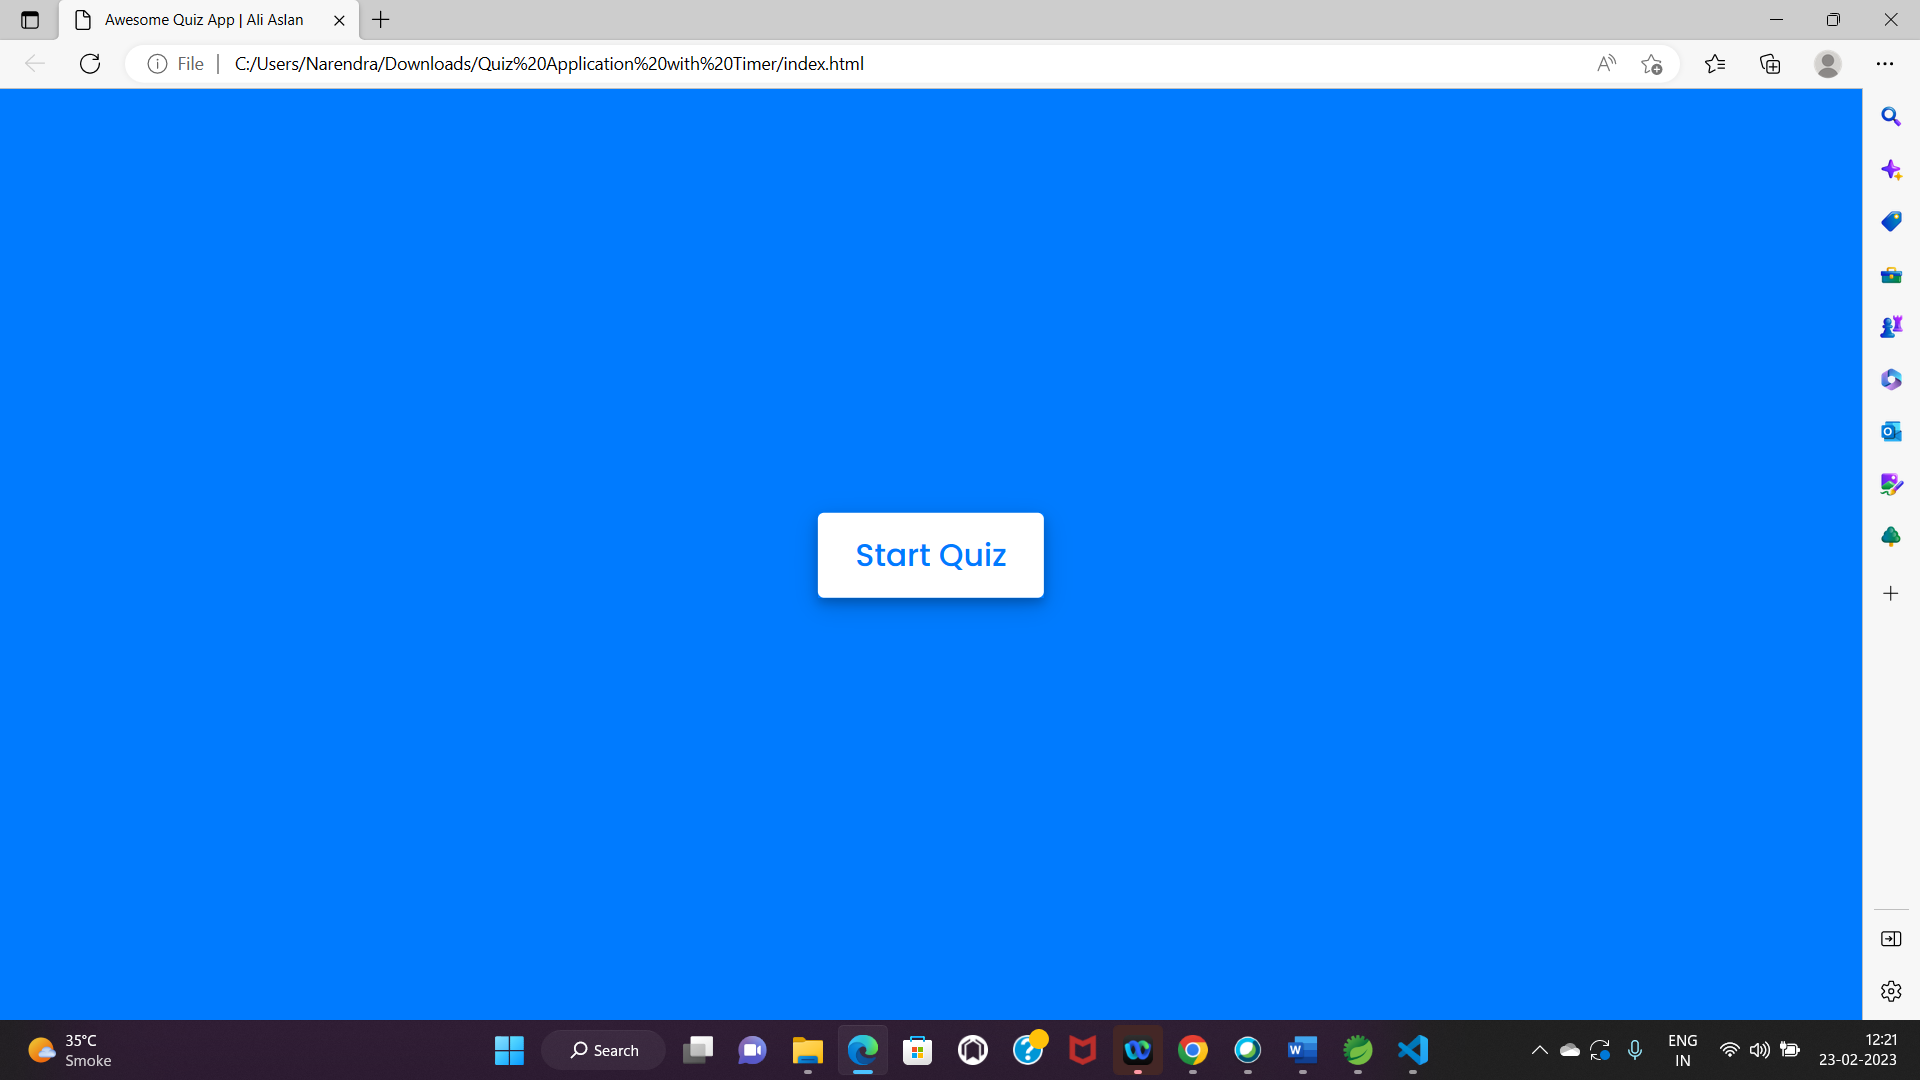 Awesome Quiz App | Ali Aslan
File
C:/Users/Narendra/Downloads/Quiz%20Application%20with%20Timer/index.html
Start Quiz
35°C
Smoke
Search
ENG
IN
12:21
23-02-2023